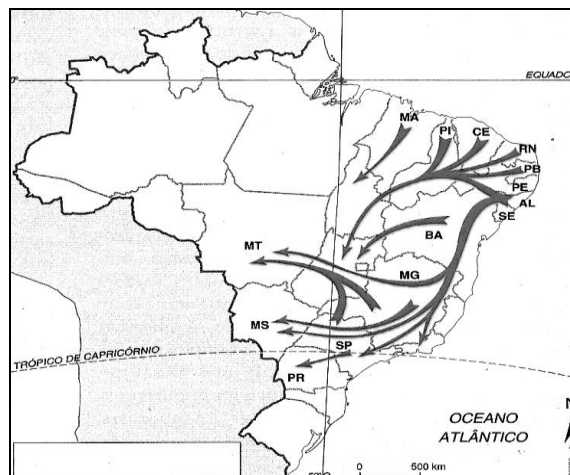 EQUADO
MA
PI
CE
RN
PB
PE
AL
SE
BA
MT
MG
MS
SP
TRÓPICO DE CAPRICÓRNIO
PR
OCEANO
ATLÂNTICO
N
0 500 km